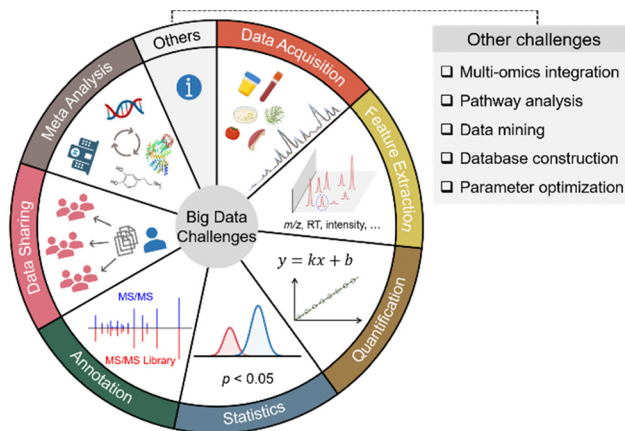 Others
Data Acquisition
Feature Extraction
Quantification
Statistics
Annotation
Data Sharing
Meta Analysis
i
m/z, RT, intensity, ...
y = kx + b
p < 0.05
MS/MS
MS/MS Library
Big Data
Challenges
Other challenges
❑ Multi-omics integration
❑ Pathway analysis
❑ Data mining
❑ Database construction
❑ Parameter optimization